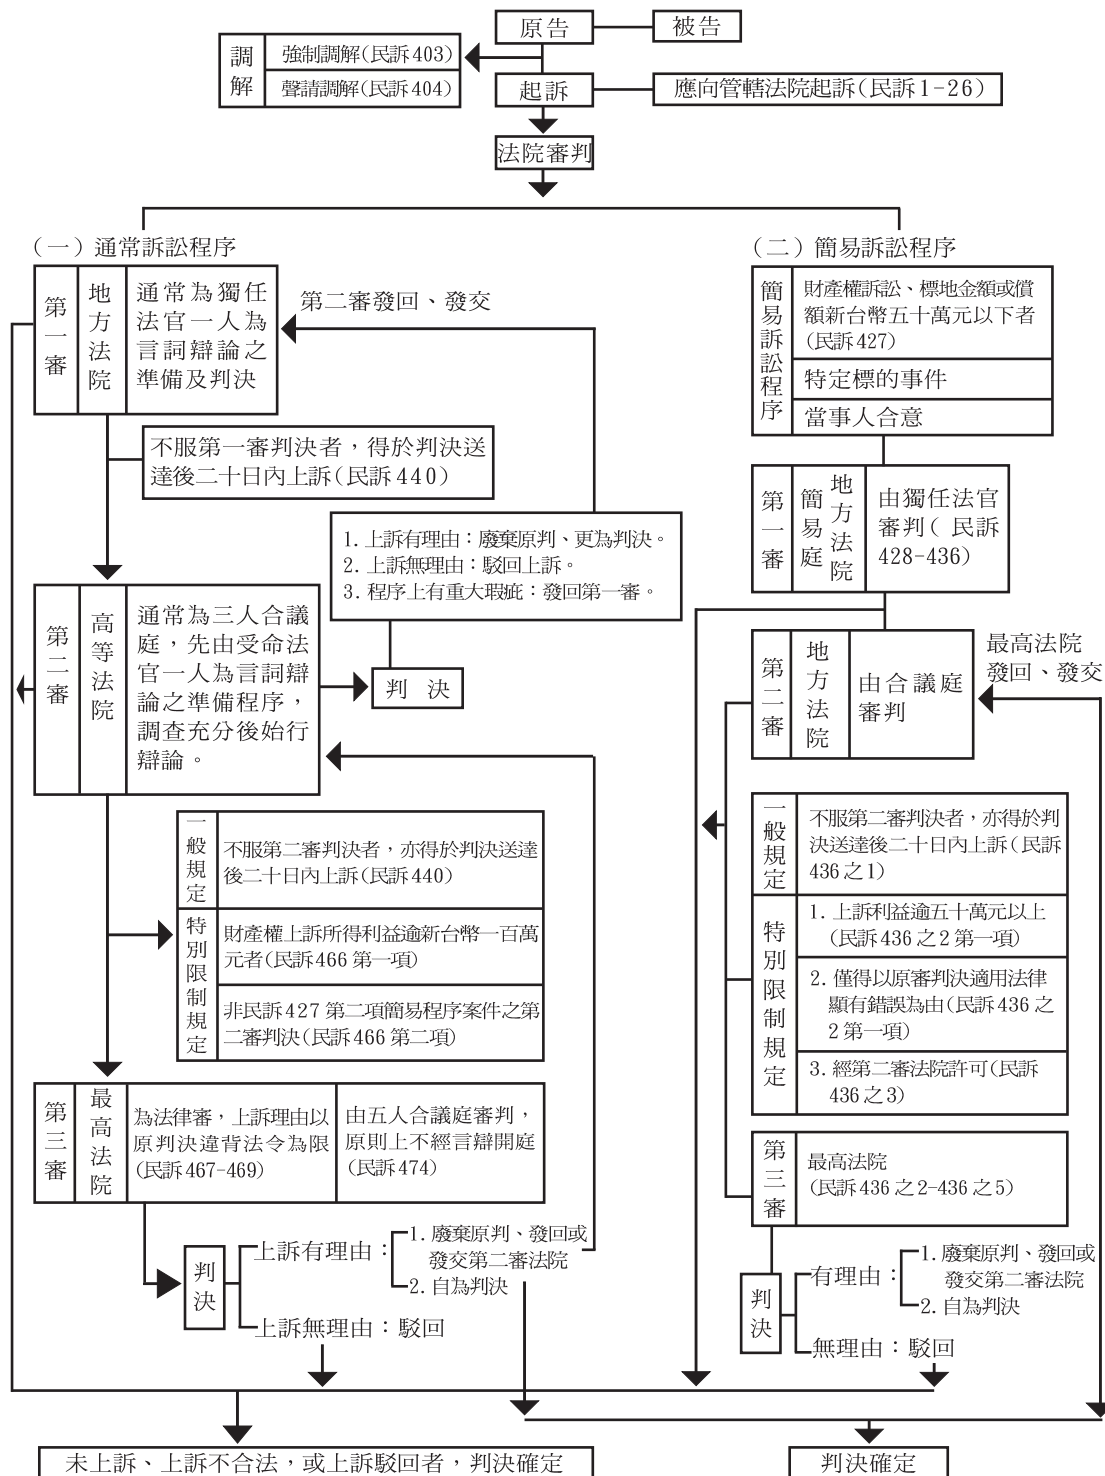 原告
被告
調解
強制調解(民訴403)
聲請調解(民訴404)
起訴
應向管轄法院起訴(民訴1-26)
法院審判
(一)通常訴訟程序
第一審
地方法院
通常為獨任
法官一人為
言詞辯論之
準備及判決
第二審發回、發交
不服第一審判決者，得於判決送
達後二十日內上訴(民訴440)
1. 上訴有理由：廢棄原判、更為判決。
2. 上訴無理由：駁回上訴。
3. 程序上有重大瑕疵：發回第一審。
第二審
高等法院
通常為三人合議
庭，先由受命法
官一人為言詞辯
論之準備程序，
調查充分後始行
辯論。
判決
一般規定
不服第二審判決者，亦得於判決送達
後二十日內上訴(民訴440)
特別限制規定
財產權上訴所得利益逾新台幣一百萬
元者(民訴466 第一項)
非民訴427 第二項簡易程序案件之第
二審判決(民訴466 第二項)
第三審
最高法院
為法律審，上訴理由以
原判決違背法令為限
(民訴467-469)
由五人合議庭審判，
原則上不經言辯開庭
(民訴474)
判決
上訴有理由：
1. 廢棄原判、發回或
發交第二審法院
2. 自為判決
上訴無理由：駁回
(二)簡易訴訟程序
簡易訴訟程序
財產權訴訟、標地金額或償
額新台幣五十萬元以下者
(民訴427)
特定標的事件
當事人合意
第一審
簡易庭
地方法院
由獨任法官
審判( 民訴
428-436)
第二審
地方法院
由合議庭
審判
最高法院
發回、發交
一般規定
不服第二審判決者，亦得於判
決送達後二十日內上訴(民訴
436 之1)
特別限制規定
1. 上訴利益逾五十萬元以上
(民訴436 之2 第一項)
2. 僅得以原審判決適用法律
顯有錯誤為由(民訴436 之
2 第一項)
3. 經第二審法院許可(民訴
436 之3)
第三審
最高法院
(民訴436 之2-436 之5)
判決
有理由：
1. 廢棄原判、發回或
發交第二審法院
2. 自為判決
無理由：駁回
未上訴、上訴不合法，或上訴駁回者，判決確定
判決確定